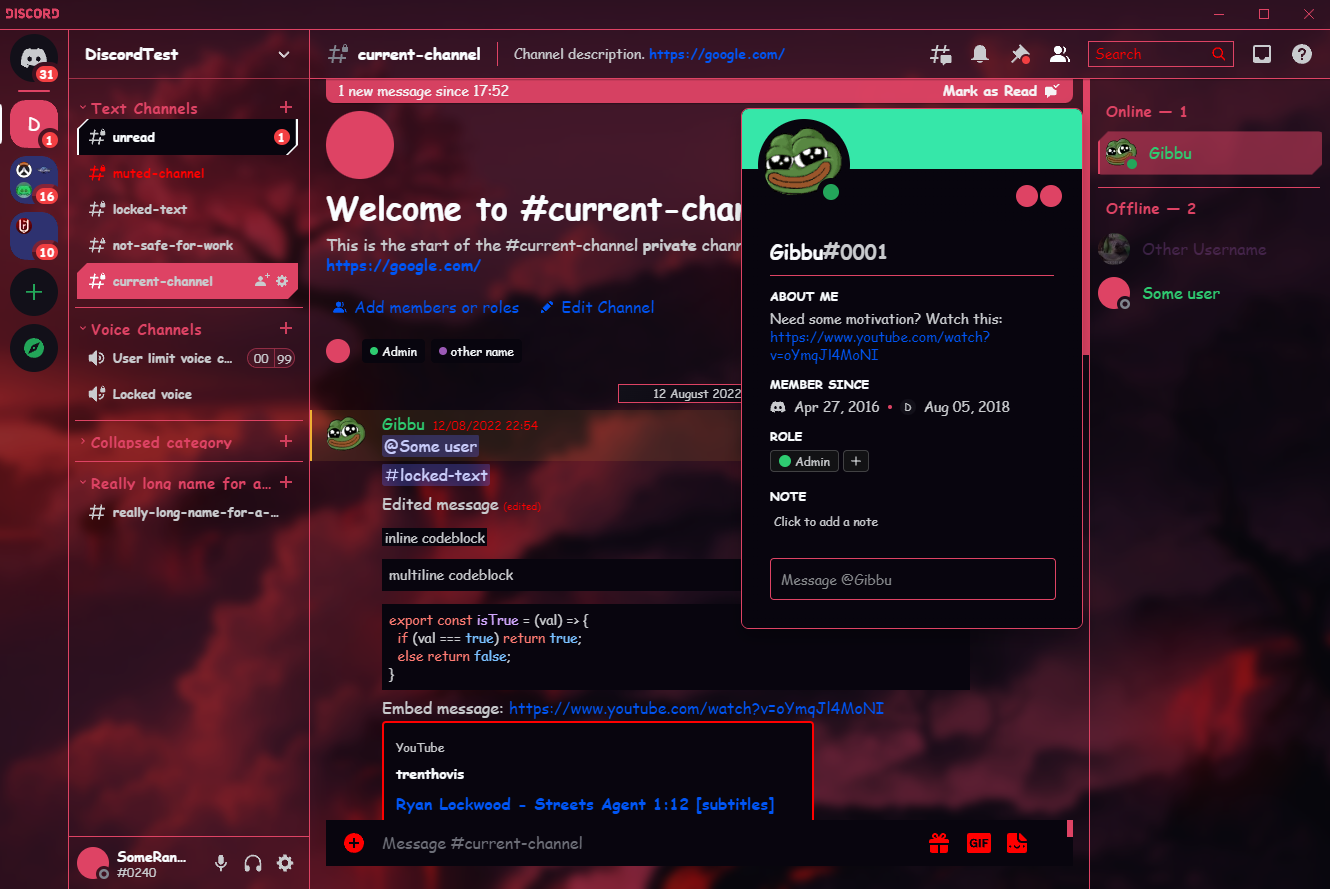 DISCORD
31
D
1
16
10
DiscordTest
Text Channels
unread
1
muted-channel
locked-text
not-safe-for-work
current-channel
Voice Channels
User limit voice c...
00 99
Locked voice
Collapsed category
Really long name for a...
really-long-name-for-a-...
SomeRan...
#0240
current-channel
Channel description. https://google.com/
Search
1 new message since 17:52
Mark as Read
Welcome to #current-chan
This is the start of the #current-channel private chann
https://google.com/
Add members or roles
Edit Channel
Admin
other name
12 August 2022
Gibbu 12/08/2022 22:54
@Some user
#locked-text
Edited message (edited)
inline codeblock
multiline codeblock
export const isTrue = (val) => {
if (val === true) return true;
else return false;
}
Embed message: https://www.youtube.com/watch?v=oYmqJl4MoNI
YouTube
trenthovis
Ryan Lockwood - Streets Agent 1:12 [subtitles]
Message #current-channel
GIF
Gibbu#0001
ABOUT ME
Need some motivation? Watch this:
https://www.youtube.com/watch?
v=oYmqJl4MoNI
MEMBER SINCE
Apr 27, 2016 • D Aug 05, 2018
ROLE
Admin
+
NOTE
Click to add a note
Message @Gibbu
Online — 1
Gibbu
Offline — 2
Other Username
Some user